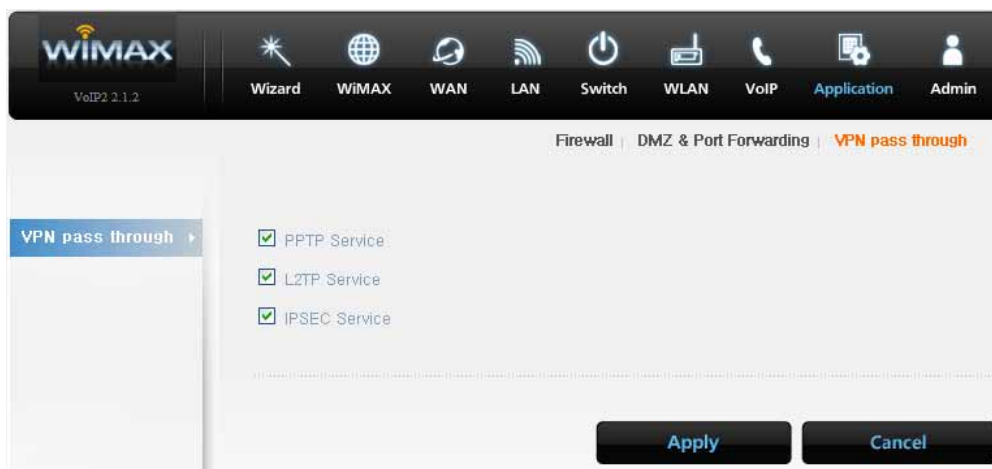 WiMAX
VoIP2 2.1.2
Wizard WiMAX WAN LAN Switch WLAN VoIP Application Admin
Firewall | DMZ & Port Forwarding | VPN pass through
VPN pass through
PPTP Service
L2TP Service
IPSEC Service
Apply Cancel